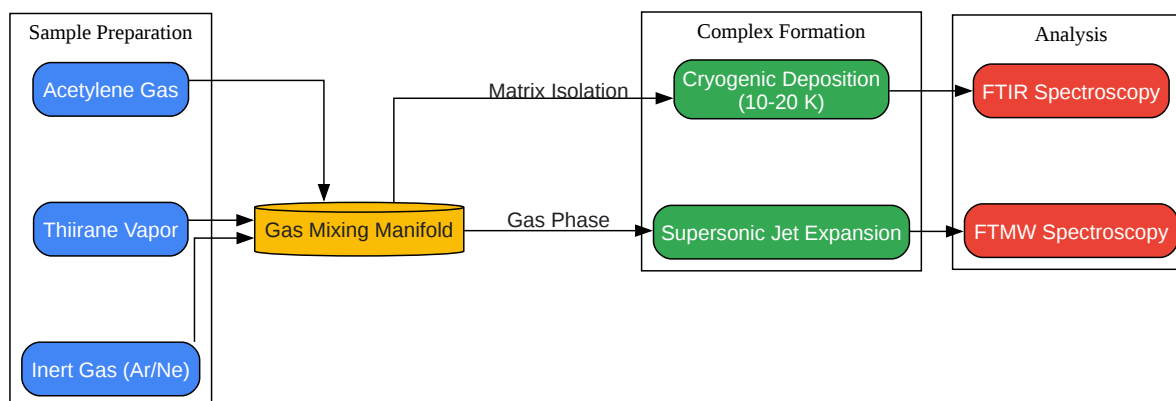 Sample Preparation
Acetylene Gas
Thiirane Vapor
Inert Gas (Ar/Ne)
Gas Mixing Manifold
Matrix Isolation
Gas Phase
Complex Formation
Cryogenic Deposition
(10-20 K)
Supersonic Jet Expansion
Analysis
FTIR Spectroscopy
FTMW Spectroscopy